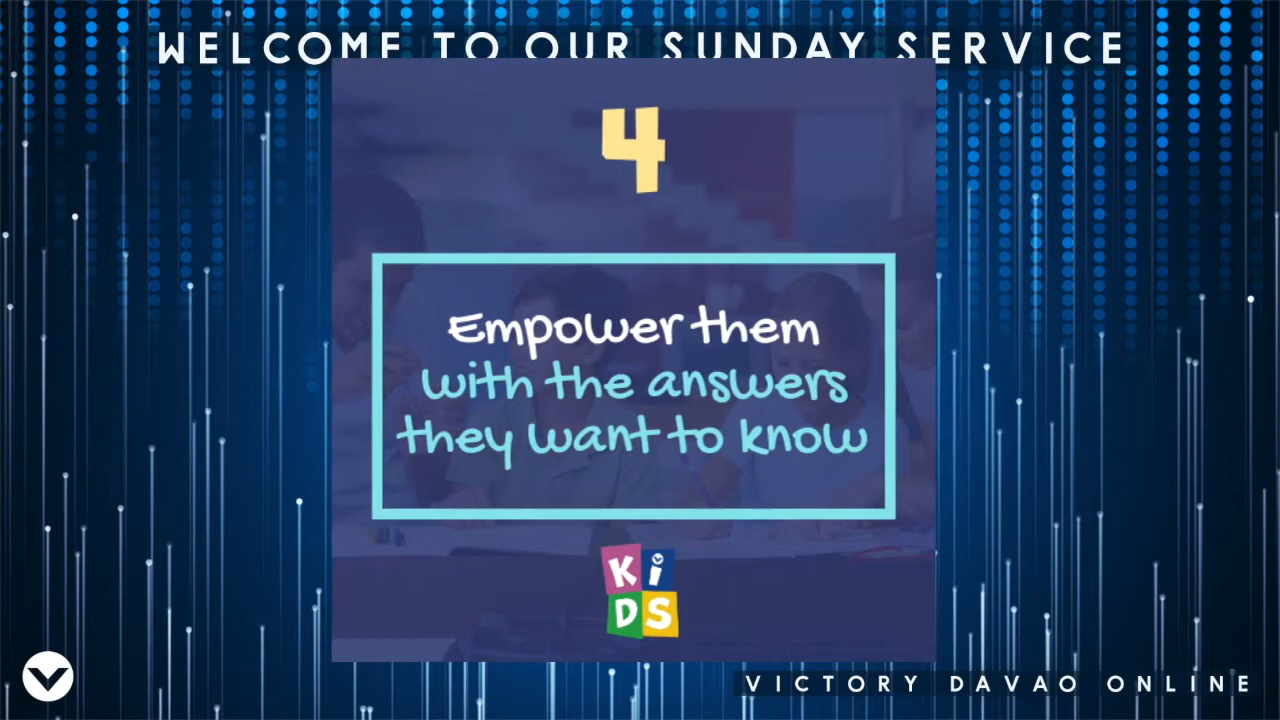 WELCOME TO OUR SUNDAY SERVICE
4
Empower them
with the answers
they want to know
KiDS
VICTORY DAVAO ONLINE